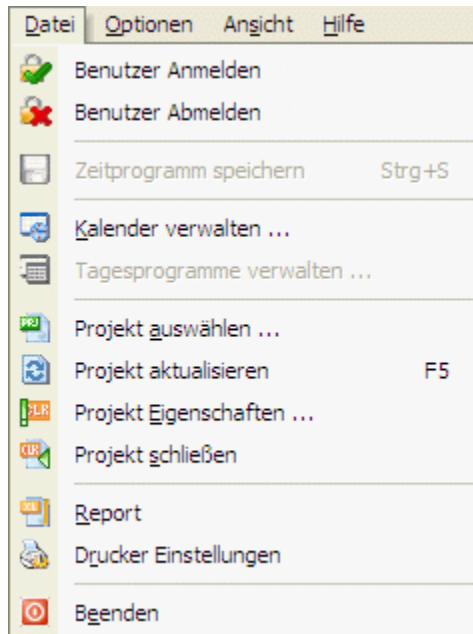 Datei Optionen Ansicht Hilfe
Benutzer Anmelden
Benutzer Abmelden
Zeitprogramm speichern Strg+S
Kalender verwalten ...
Tagesprogramme verwalten ...
Projekt auswählen ...
Projekt aktualisieren F5
Projekt Eigenschaften ...
Projekt schließen
Report
Drucker Einstellungen
Beenden